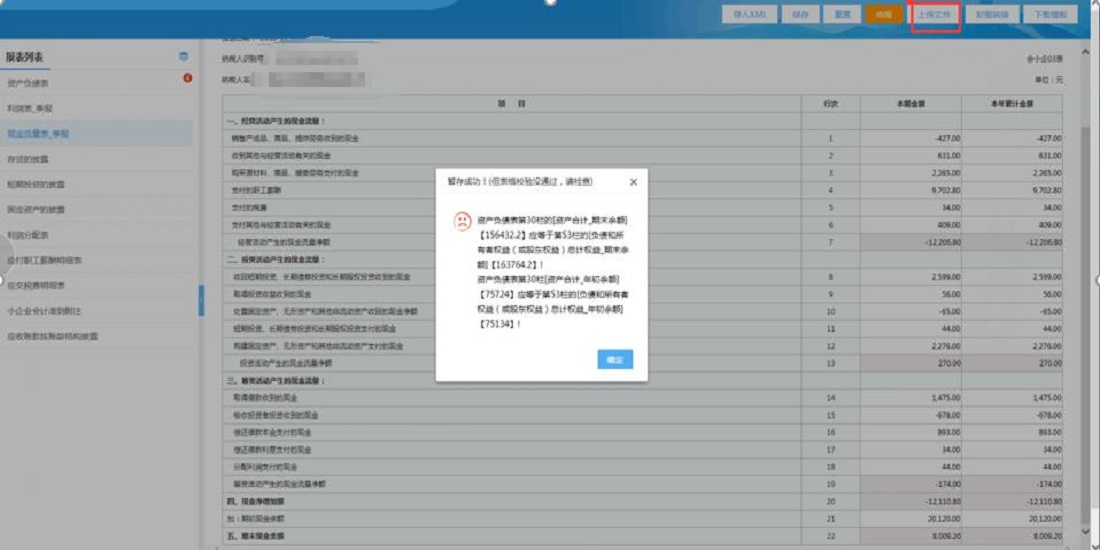 导入XML 保存 重置 申报 上传文件 财报转换 下载模板
报表列表
资产负债表 4
利润表_季报
现金流量表_季报
存货的披露
短期投资的披露
固定资产的披露
利润分配表
应付职工薪酬明细表
应交税费明细表
小企业会计准则附注
应收账款按账龄结构披露
纳税人识别号
会小企03表
纳税人名
单位:元
项 目 行次 本期金额 本年累计金额
一、经营活动产生的现金流量:
销售产成品、商品、提供劳务收到的现金 1 -427.00 -427.00
收到其他与经营活动有关的现金 2 631.00 631.00
购买原材料、商品、接受劳务支付的现金 3 2,265.00 2,265.00
支付的职工薪酬 4 9,702.80 9,702.80
支付的税费 5 34.00 34.00
支付其他与经营活动有关的现金 6 409.00 409.00
经营活动产生的现金流量净额 7 -12,206.80 -12,206.80
二、投资活动产生的现金流量:
收回短期投资、长期债券投资和长期股权投资收到的现金 8 2,599.00 2,599.00
取得投资收益收到的现金 9 56.00 56.00
处置固定资产、无形资产和其他非流动资产收回的现金净额 10 -65.00 -65.00
短期投资、长期债券投资和长期股权投资支付的现金 11 44.00 44.00
购建固定资产、无形资产和其他非流动资产支付的现金 12 2,276.00 2,276.00
投资活动产生的现金流量净额 13 270.00 270.00
三、筹资活动产生的现金流量:
取得借款收到的现金 14 1,475.00 1,475.00
吸收投资者投资收到的现金 15 -678.00 -678.00
偿还借款本金支付的现金 16 893.00 893.00
偿还借款利息支付的现金 17 34.00 34.00
分配利润支付的现金 18 44.00 44.00
筹资活动产生的现金流量净额 19 -174.00 -174.00
四、现金净增加额 20 -12,110.80 -12,110.80
加:期初现金余额 21 20,120.00 20,120.00
五、期末现金余额 22 8,009.20 8,009.20
暂存成功!(但表格校验没通过,请检查) ×
资产负债表第30栏的[资产合计_期末余额]
【156432.2】应等于第53栏的[负债和所
有者权益(或股东权益)总计权益_期末余
额]【163764.2】!
资产负债表第30栏[资产合计_年初余额]
【75724】应等于第53栏的[负债和所有者
权益(或股东权益)总计权益_年初余额]
【75134】!
确定